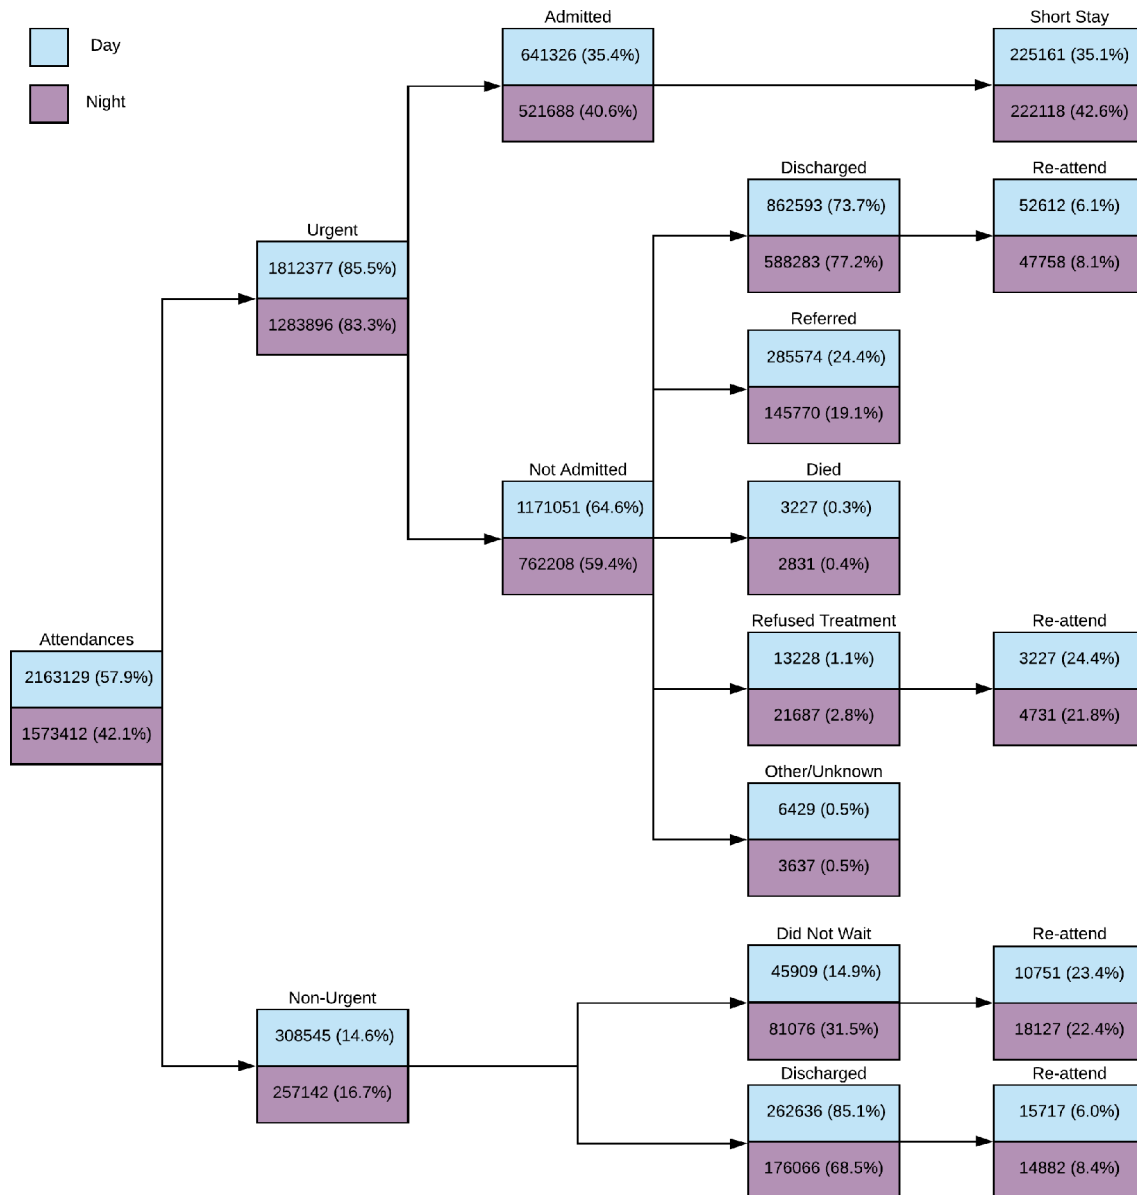 Day
Night
Admitted
641326 (35.4%)
521688 (40.6%)
Short Stay
225161 (35.1%)
222118 (42.6%)
Discharged
862593 (73.7%)
588283 (77.2%)
Re-attend
52612 (6.1%)
47758 (8.1%)
Urgent
1812377 (85.5%)
1283896 (83.3%)
Referred
285574 (24.4%)
145770 (19.1%)
Not Admitted
1171051 (64.6%)
762208 (59.4%)
Died
3227 (0.3%)
2831 (0.4%)
Attendances
2163129 (57.9%)
1573412 (42.1%)
Refused Treatment
13228 (1.1%)
21687 (2.8%)
Re-attend
3227 (24.4%)
4731 (21.8%)
Other/Unknown
6429 (0.5%)
3637 (0.5%)
Did Not Wait
45909 (14.9%)
81076 (31.5%)
Re-attend
10751 (23.4%)
18127 (22.4%)
Non-Urgent
308545 (14.6%)
257142 (16.7%)
Discharged
262636 (85.1%)
176066 (68.5%)
Re-attend
15717 (6.0%)
14882 (8.4%)